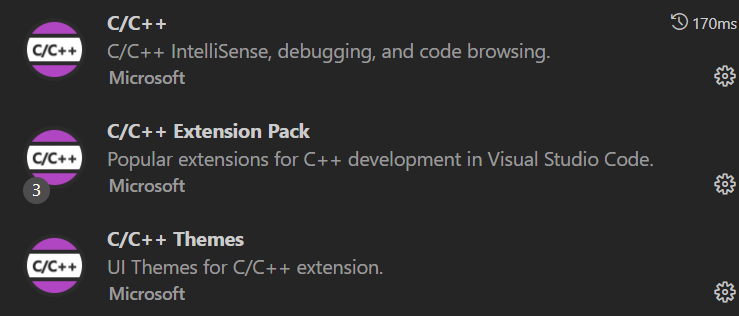 C/C++
C/C++
170ms
C/C++ IntelliSense, debugging, and code browsing.
Microsoft
C/C++ Extension Pack
C/C++
Popular extensions for C++ development in Visual Studio Code.
3
Microsoft
C/C++ Themes
C/C++
UI Themes for C/C++ extension.
Microsoft